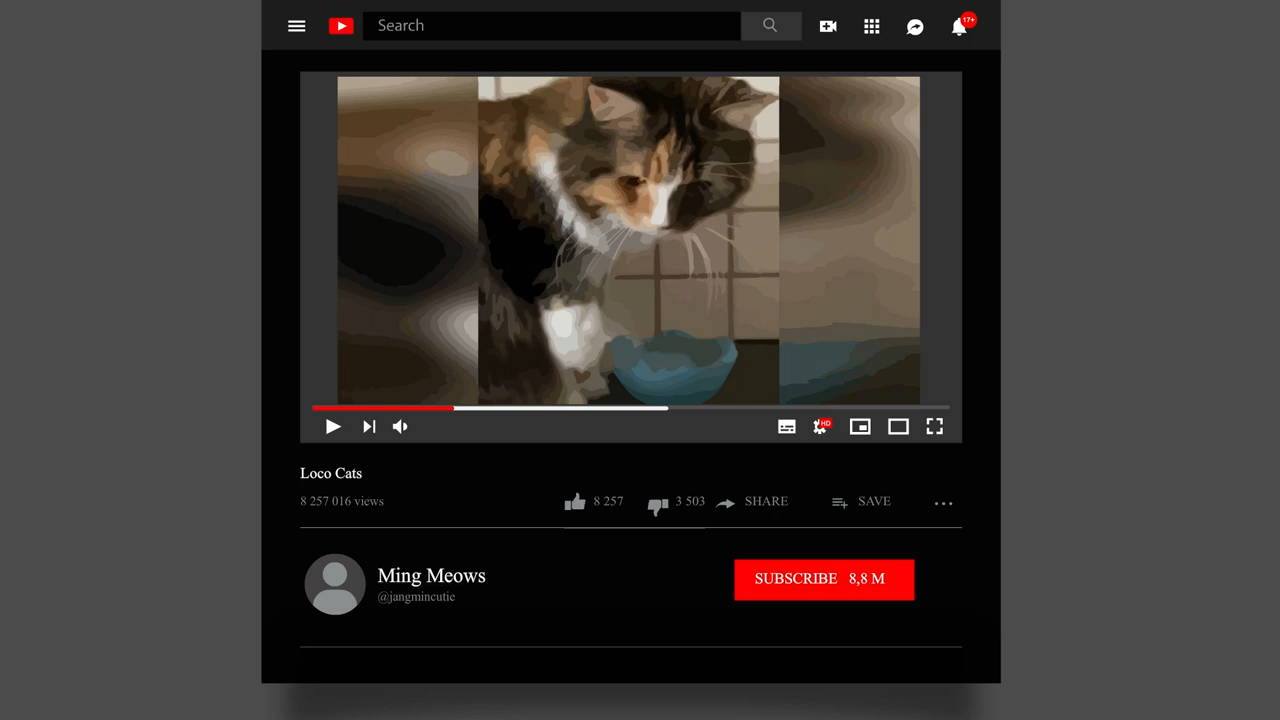 Search
17+
HD
Loco Cats
8 257 016 views
8 257
3 503
SHARE
SAVE
Ming Meows
@jangmincutie
SUBSCRIBE 8,8 M